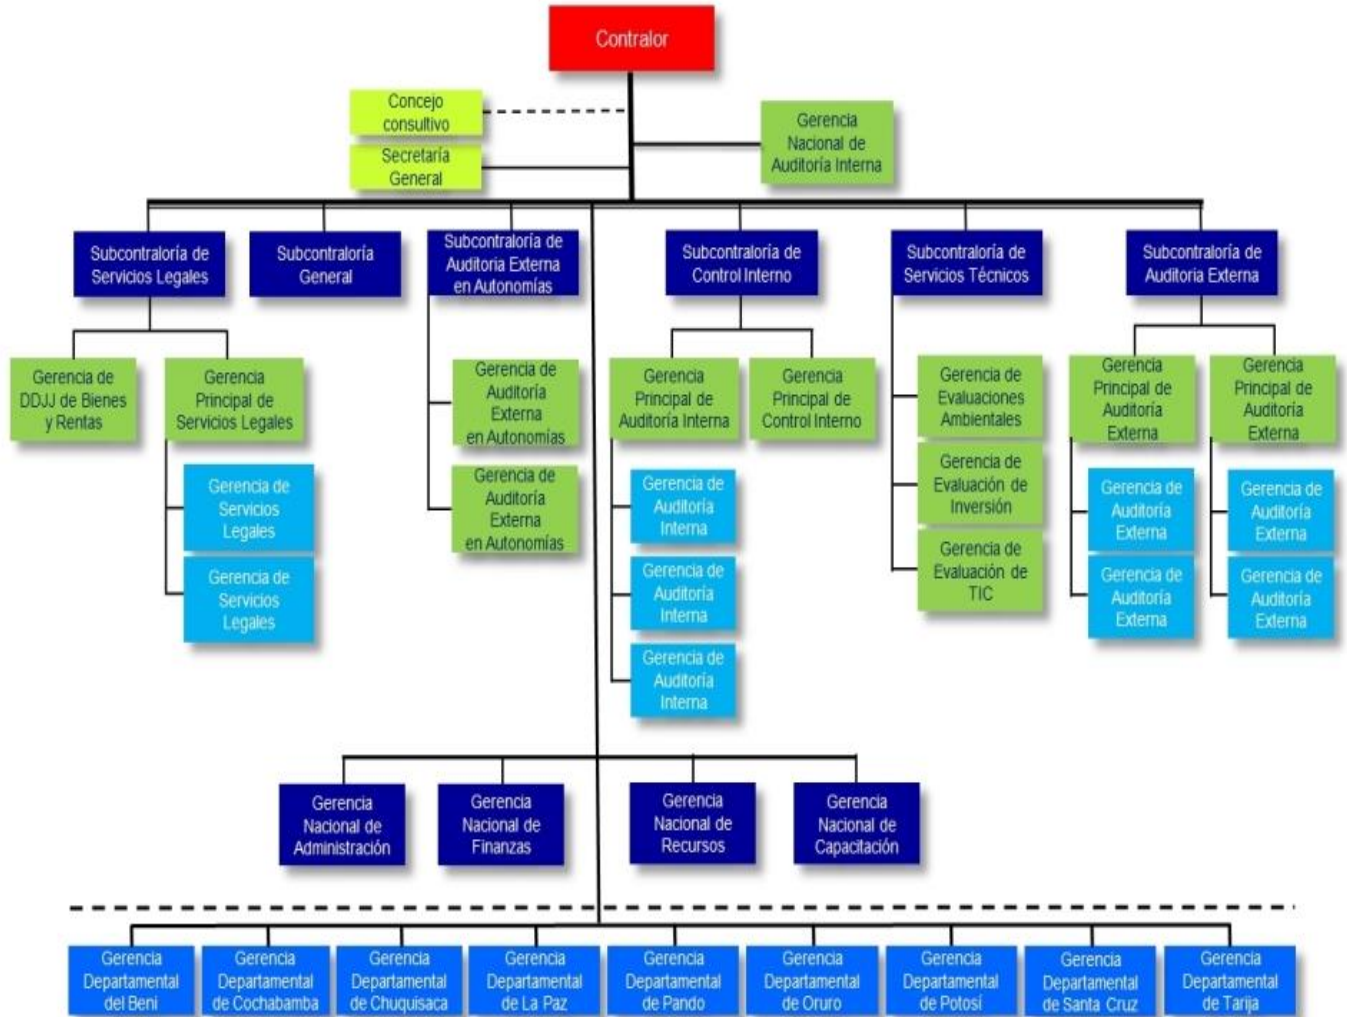 Contralor
Concejo
consultivo
Secretaría
General
Gerencia
Nacional de
Auditoría Interna
Subcontraloría de
Servicios Legales
Subcontraloría
General
Subcontraloría de
Auditoria Externa
en Autonomías
Subcontraloría de
Control Interno
Subcontraloría de
Servicios Técnicos
Subcontraloría de
Auditoria Externa
Gerencia de
DDJJ de Bienes
y Rentas
Gerencia
Principal de
Servicios Legales
Gerencia de
Servicios
Legales
Gerencia de
Servicios
Legales
Gerencia de
Auditoría
Externa
en Autonomías
Gerencia de
Auditoría
Externa
en Autonomías
Gerencia
Principal de
Auditoría Interna
Gerencia
Principal de
Control Interno
Gerencia de
Auditoría
Interna
Gerencia de
Auditoría
Interna
Gerencia de
Auditoría
Interna
Gerencia de
Evaluaciones
Ambientales
Gerencia de
Evaluación de
Inversión
Gerencia de
Evaluación de
TIC
Gerencia
Principal de
Auditoría
Externa
Gerencia
Principal de
Auditoría
Externa
Gerencia de
Auditoría
Externa
Gerencia de
Auditoría
Externa
Gerencia de
Auditoría
Externa
Gerencia de
Auditoría
Externa
Gerencia
Nacional de
Administración
Gerencia
Nacional de
Finanzas
Gerencia
Nacional de
Recursos
Gerencia
Nacional de
Capacitación
Gerencia
Departamental
del Beni
Gerencia
Departamental
de Cochabamba
Gerencia
Departamental
de Chuquisaca
Gerencia
Departamental
de La Paz
Gerencia
Departamental
de Pando
Gerencia
Departamental
de Oruro
Gerencia
Departamental
de Potosí
Gerencia
Departamental
de Santa Cruz
Gerencia
Departamental
de Tarija